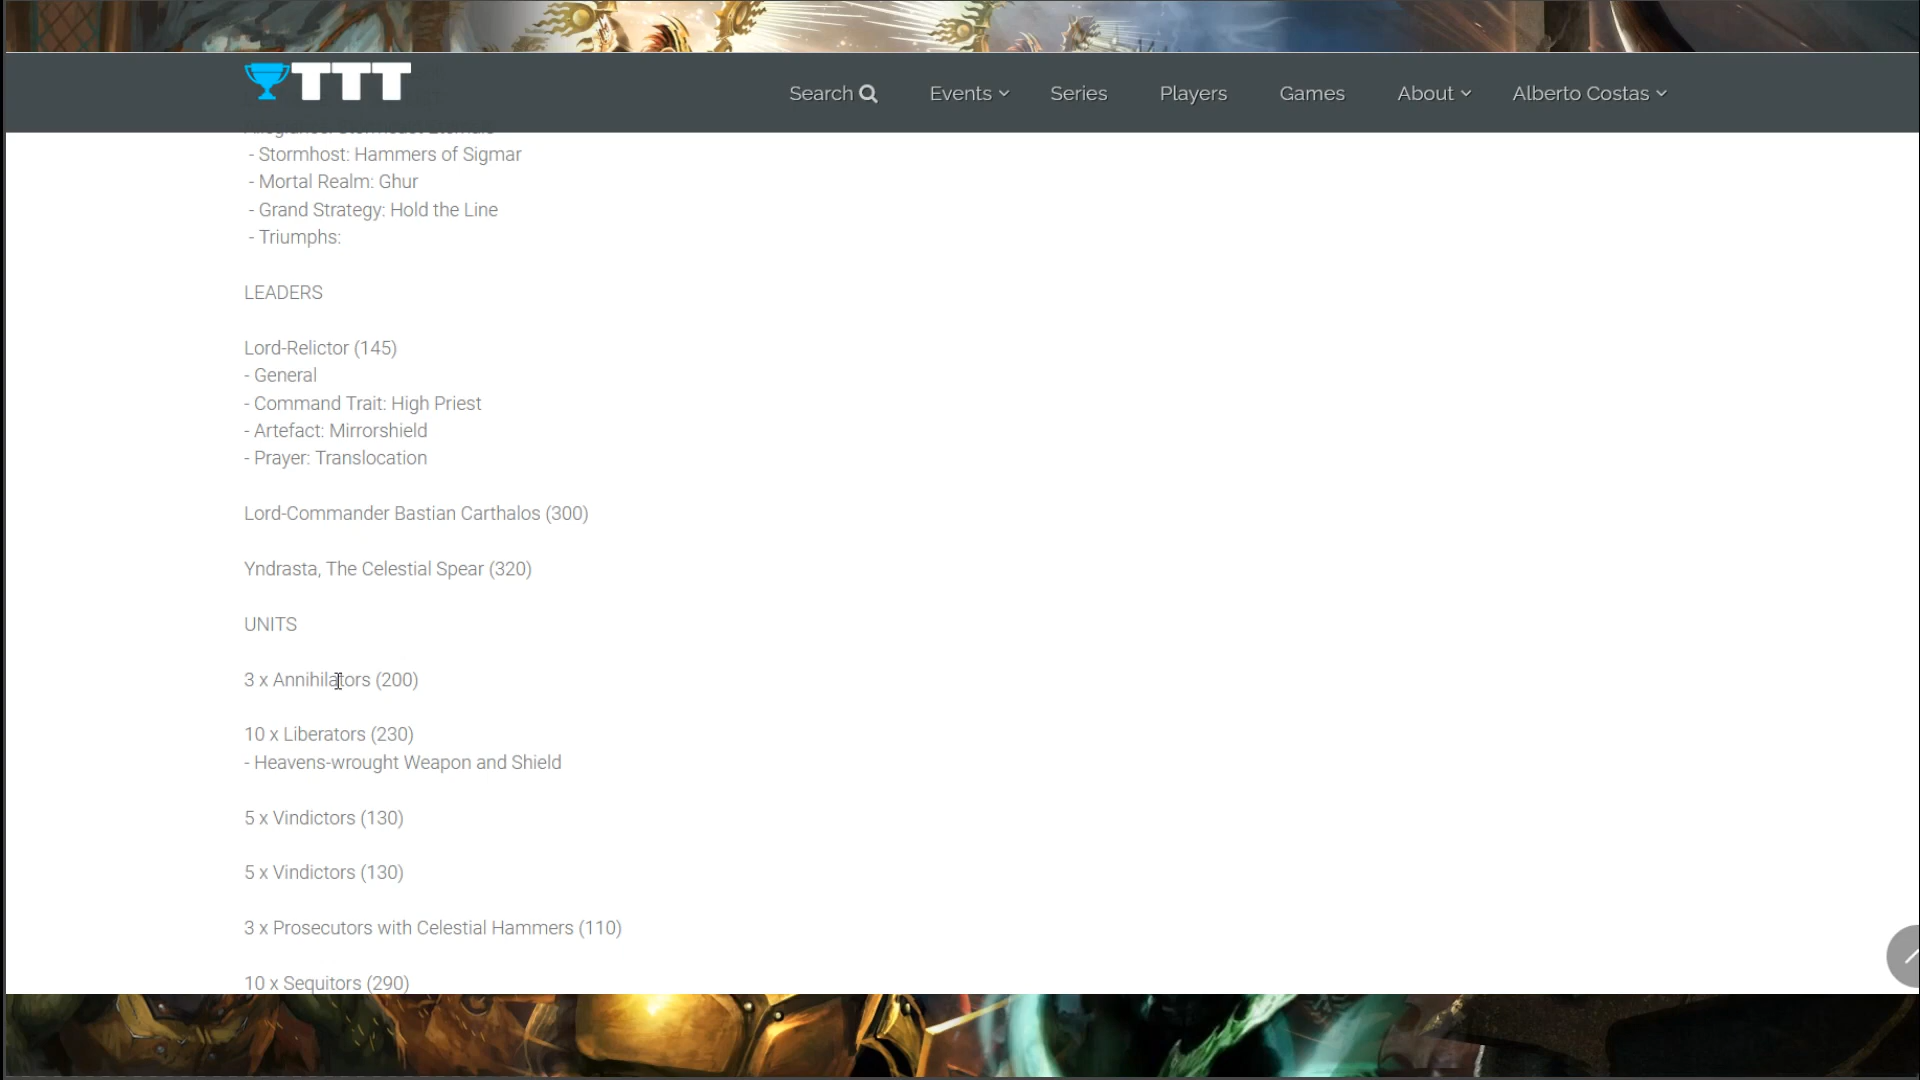 TTT
Search
Events
Series
Players
Games
About
Alberto Costas
- Stormhost: Hammers of Sigmar
- Mortal Realm: Ghur
- Grand Strategy: Hold the Line
- Triumphs:
LEADERS
Lord-Relictor (145)
- General
- Command Trait: High Priest
- Artefact: Mirrorshield
- Prayer: Translocation
Lord-Commander Bastian Carthalos (300)
Yndrasta, The Celestial Spear (320)
UNITS
3 x Annihilators (200)
10 x Liberators (230)
- Heavens-wrought Weapon and Shield
5 x Vindictors (130)
5 x Vindictors (130)
3 x Prosecutors with Celestial Hammers (110)
10 x Sequitors (290)